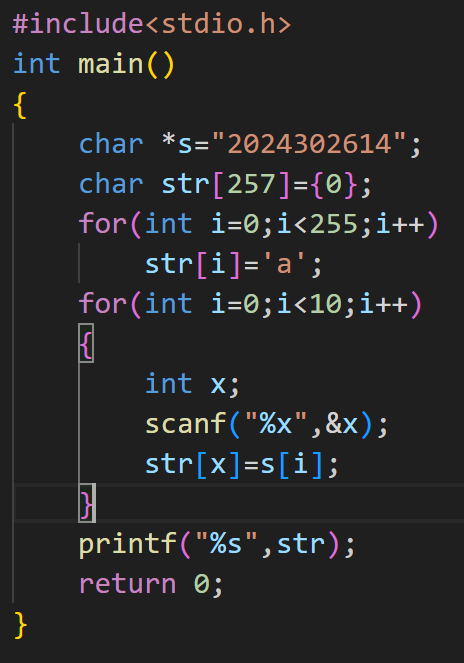 #include<stdio.h>
int main()
{
    char *s="2024302614";
    char str[257]={0};
    for(int i=0;i<255;i++)
        str[i]='a';
    for(int i=0;i<10;i++)
    {
        int x;
        scanf("%x",&x);
        str[x]=s[i];
    }
    printf("%s",str);
    return 0;
}